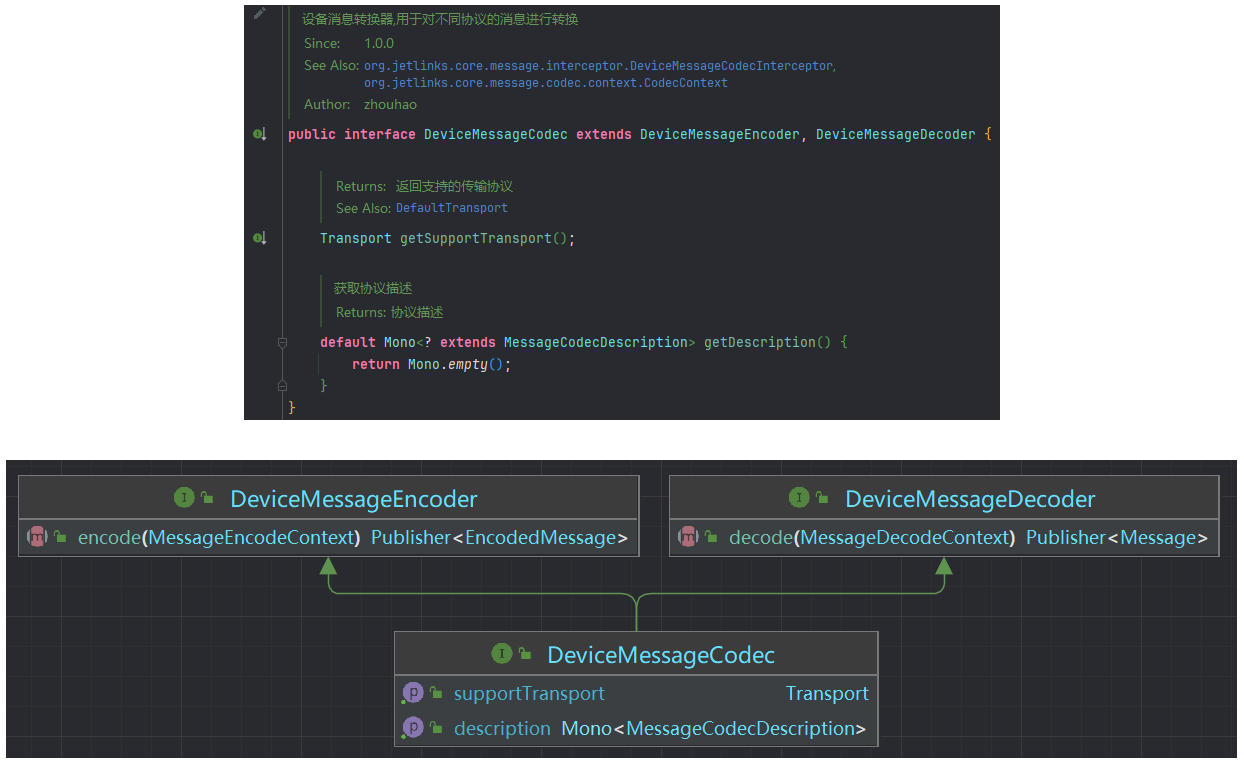 设备消息转换器,用于对不同协议的消息进行转换
Since: 1.0.0
See Also: org.jetlinks.core.message.interceptor.DeviceMessageCodecInterceptor,
org.jetlinks.core.message.codec.context.CodecContext
Author: zhouhao
public interface DeviceMessageCodec extends DeviceMessageEncoder, DeviceMessageDecoder {
Returns: 返回支持的传输协议
See Also: DefaultTransport
Transport getSupportTransport();
获取协议描述
Returns: 协议描述
default Mono<? extends MessageCodecDescription> getDescription() {
return Mono.empty();
}
}
I DeviceMessageEncoder
m encode(MessageEncodeContext) Publisher<EncodedMessage>
I DeviceMessageDecoder
m decode(MessageDecodeContext) Publisher<Message>
I DeviceMessageCodec
p supportTransport Transport
p description Mono<MessageCodecDescription>